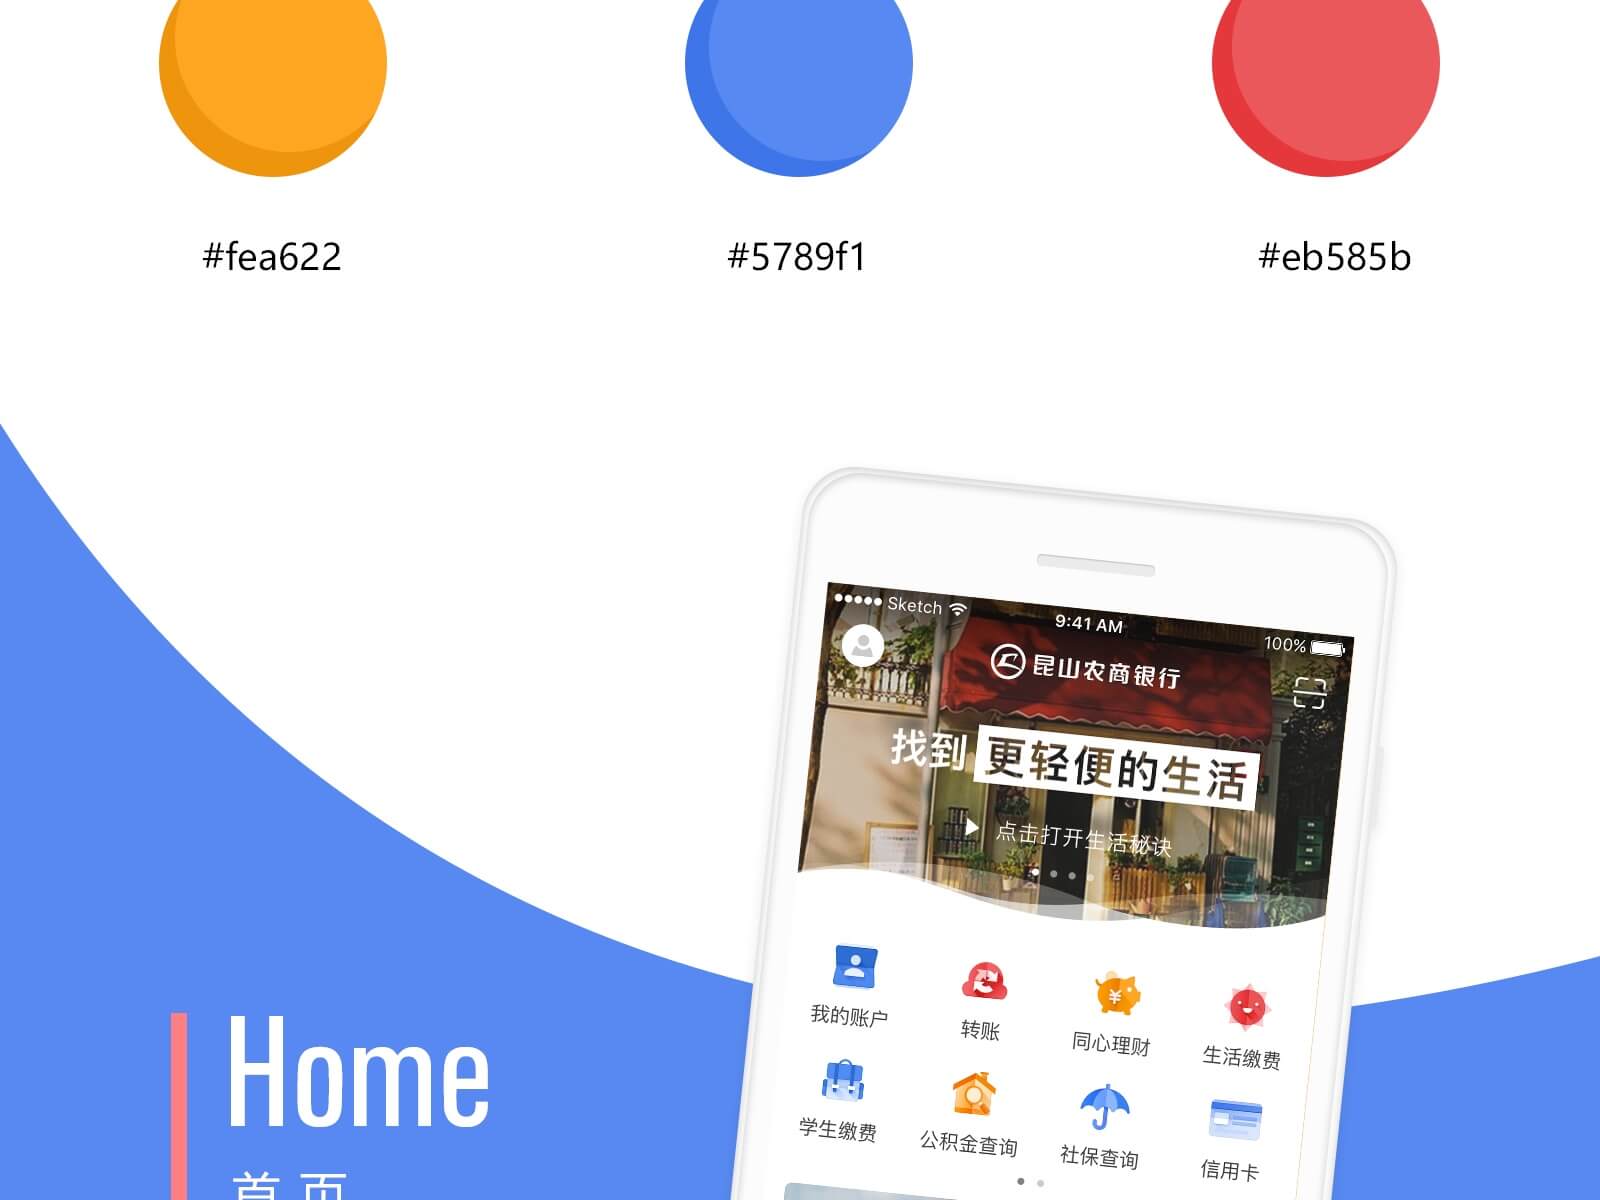 #fea622
#5789f1
#eb585b
Sketch
9:41 AM
100%
昆山农商银行
找到 更轻便的生活
点击打开生活秘诀
我的账户
转账
同心理财
生活缴费
学生缴费
公积金查询
社保查询
信用卡
Home
首页